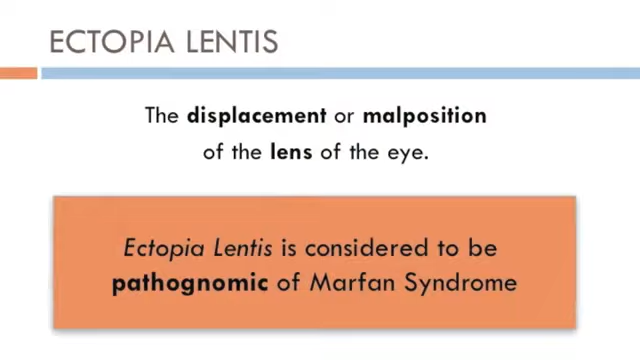 ECTOPIA LENTIS
The displacement or malposition
of the lens of the eye.
Ectopia Lentis is considered to be
pathognomic of Marfan Syndrome